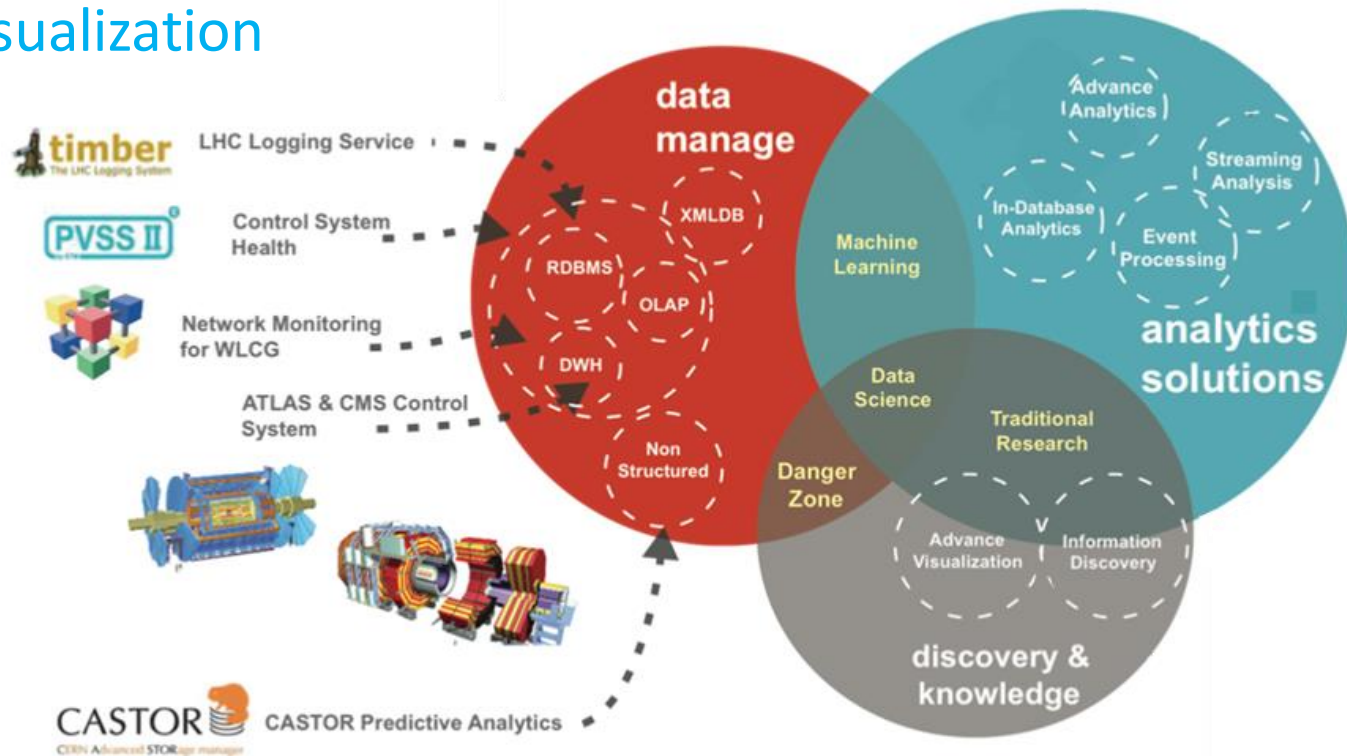 sualization
timber
The LHC Logging System
LHC Logging Service
PVSS II
Control System
Health
Network Monitoring
for WLCG
ATLAS & CMS Control
System
CASTOR
CERN Advanced STORage manager
CASTOR Predictive Analytics
data
manage
XMLDB
RDBMS
OLAP
DWH
Non
Structured
Machine
Learning
Data
Science
Danger
Zone
Traditional
Research
Advance
Analytics
Streaming
Analysis
In-Database
Analytics
Event
Processing
analytics
solutions
Advance
Visualization
Information
Discovery
discovery &
knowledge